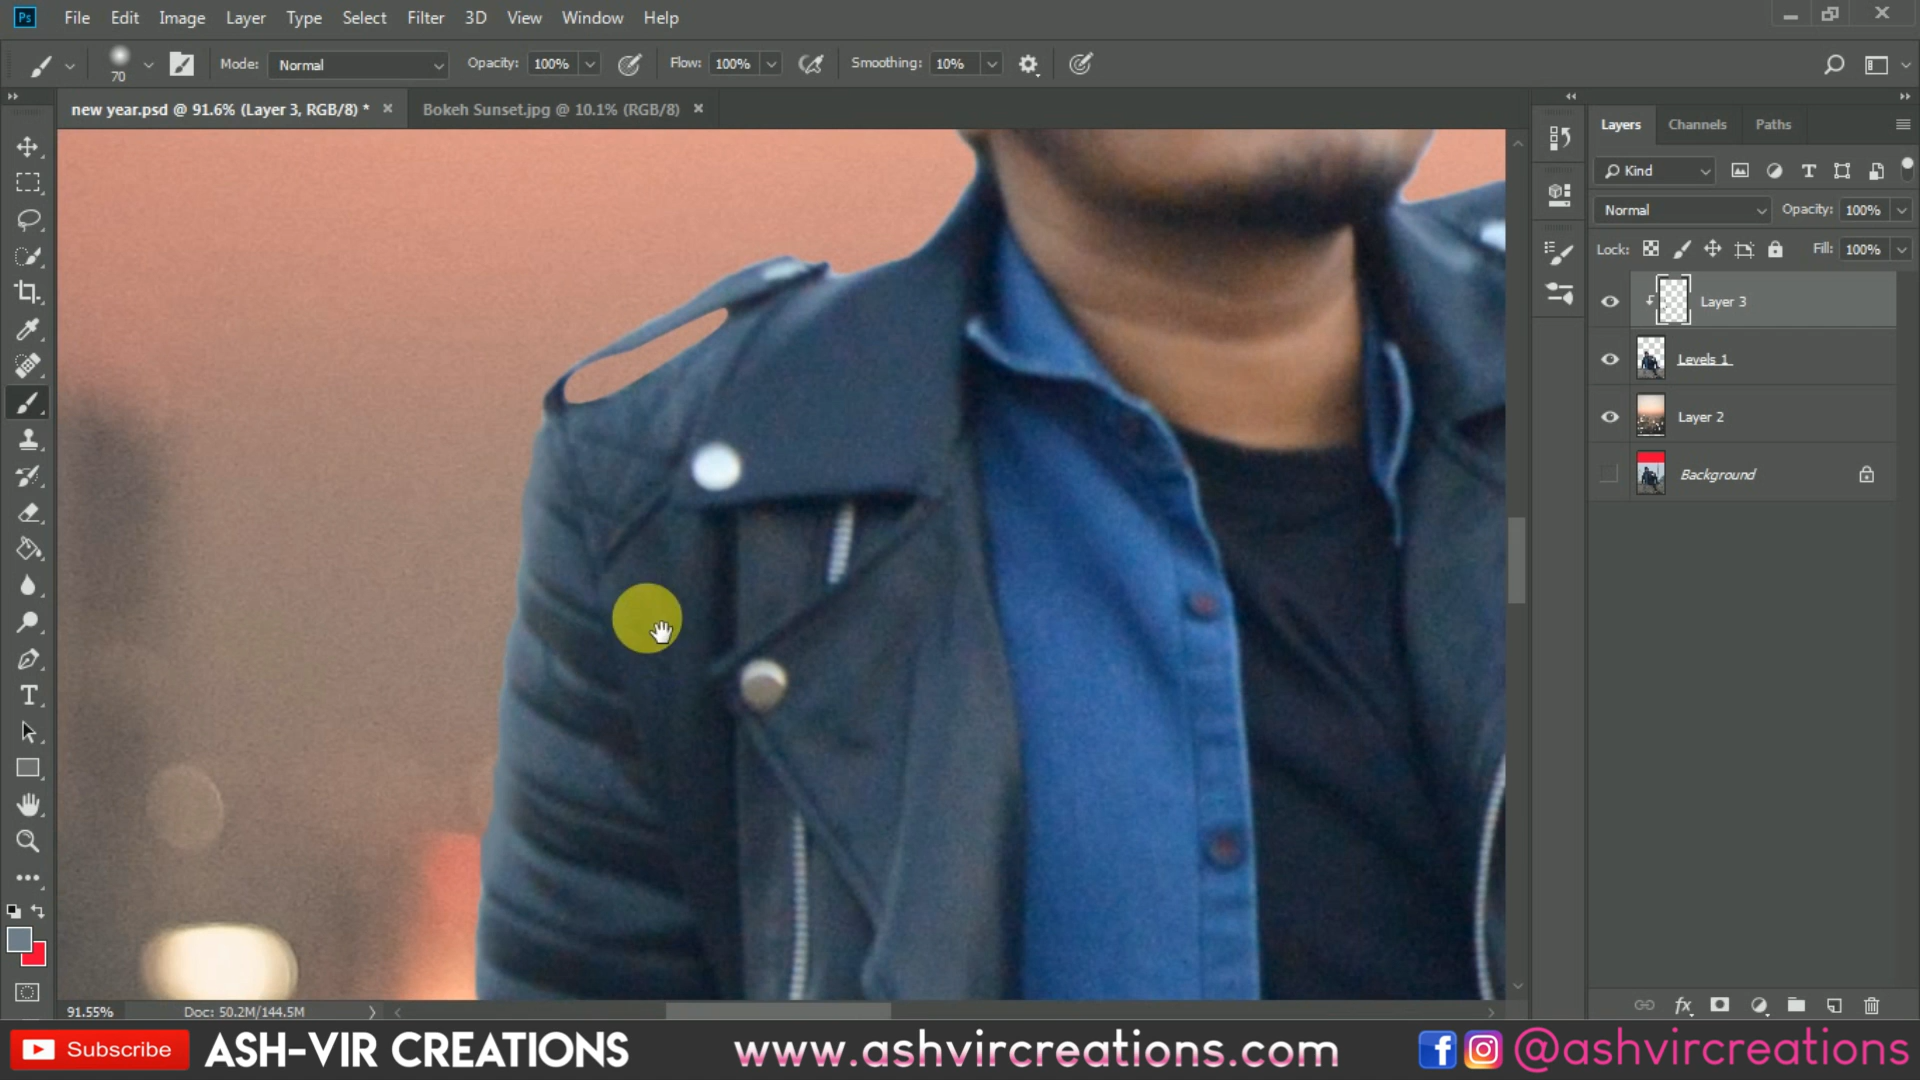 Ps File Edit Image Layer Type Select Filter 3D View Window Help
70 Mode: Normal Opacity: 100% Flow: 100% Smoothing: 10%
new year.psd @ 91.6% (Layer 3, RGB/8) * × Bokeh Sunset.jpg @ 10.1% (RGB/8) ×
Layers Channels Paths
Kind
Normal Opacity: 100%
Lock: Fill: 100%
Layer 3
Levels 1
Layer 2
Background
91.55% Doc: 50.2M/144.5M
Subscribe ASH-VIR CREATIONS www.ashvircreations.com @ashvircreations